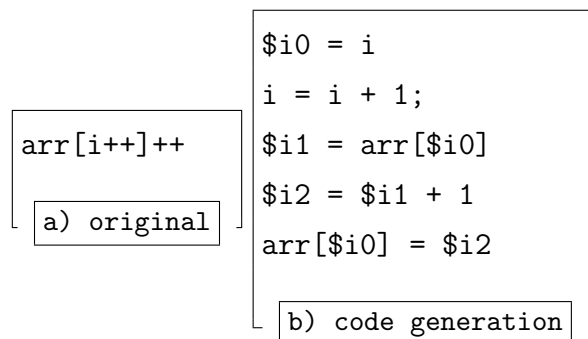 arr[i++]++
a) original
$i0 = i
i = i + 1;
$i1 = arr[$i0]
$i2 = $i1 + 1
arr[$i0] = $i2
b) code generation